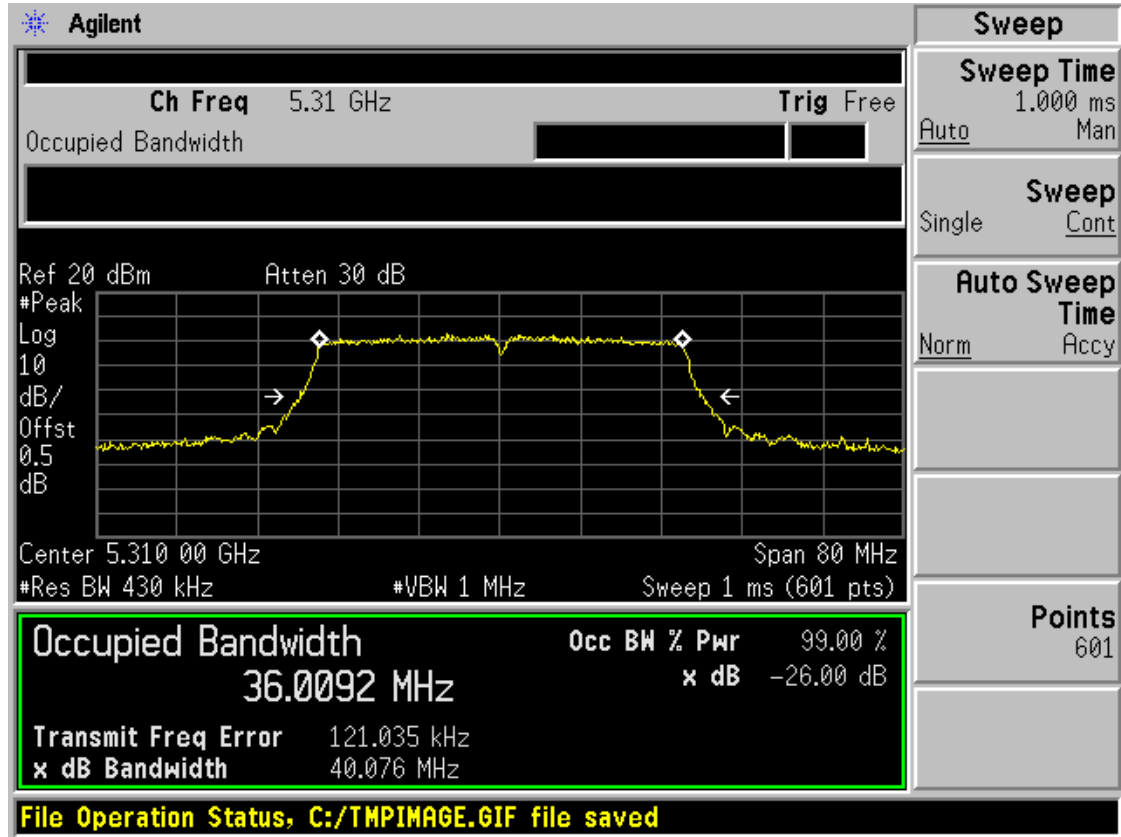 Agilent
Ch Freq 5.31 GHz Trig Free
Occupied Bandwidth
Ref 20 dBm Atten 30 dB
#Peak
Log
10
dB/
Offst
0.5
dB
Center 5.310 00 GHz Span 80 MHz
#Res BW 430 kHz #VBW 1 MHz Sweep 1 ms (601 pts)
Occupied Bandwidth
36.0092 MHz
Occ BW % Pwr 99.00 %
x dB -26.00 dB
Transmit Freq Error 121.035 kHz
x dB Bandwidth 40.076 MHz
File Operation Status, C:/TMPIMAGE.GIF file saved
Sweep
Sweep Time
1.000 ms
Auto Man
Sweep
Single Cont
Auto Sweep
Time
Norm Accy
Points
601